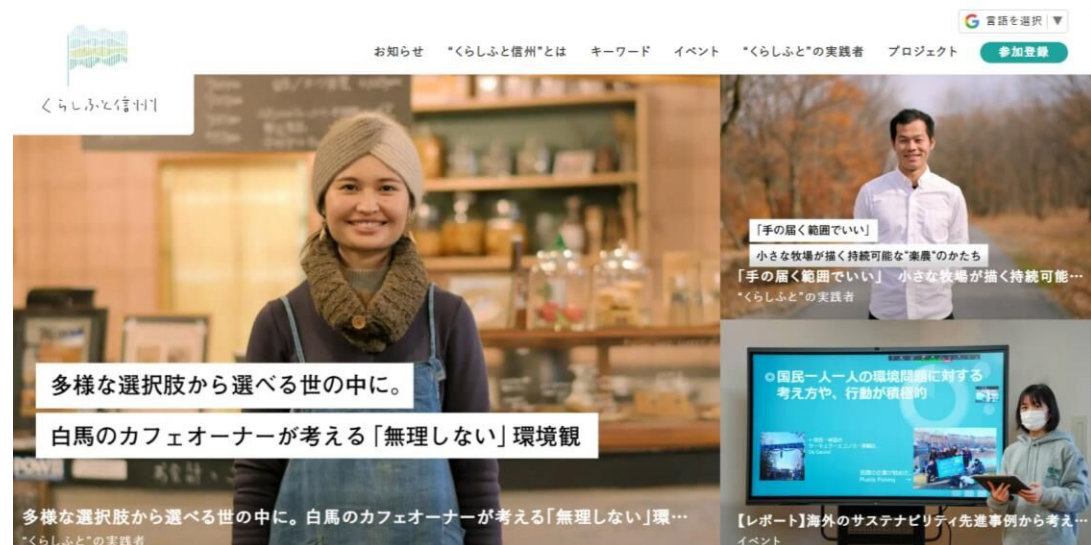 言語を選択 ▼
くらしふと信州
お知らせ “くらしふと信州”とは キーワード イベント “くらしふと”の実践者 プロジェクト 参加登録
多様な選択肢から選べる世の中に。
白馬のカフェオーナーが考える「無理しない」環境観
多様な選択肢から選べる世の中に。白馬のカフェオーナーが考える「無理しない」環…
“くらしふと”の実践者
「手の届く範囲でいい」
小さな牧場が描く持続可能な“楽農”のかたち
「手の届く範囲でいい」 小さな牧場が描く持続可能…
“くらしふと”の実践者
◎国民一人一人の環境問題に対する
考え方や、行動が積極的
【レポート】海外のサステナビリティ先進事例から考え…
イベント